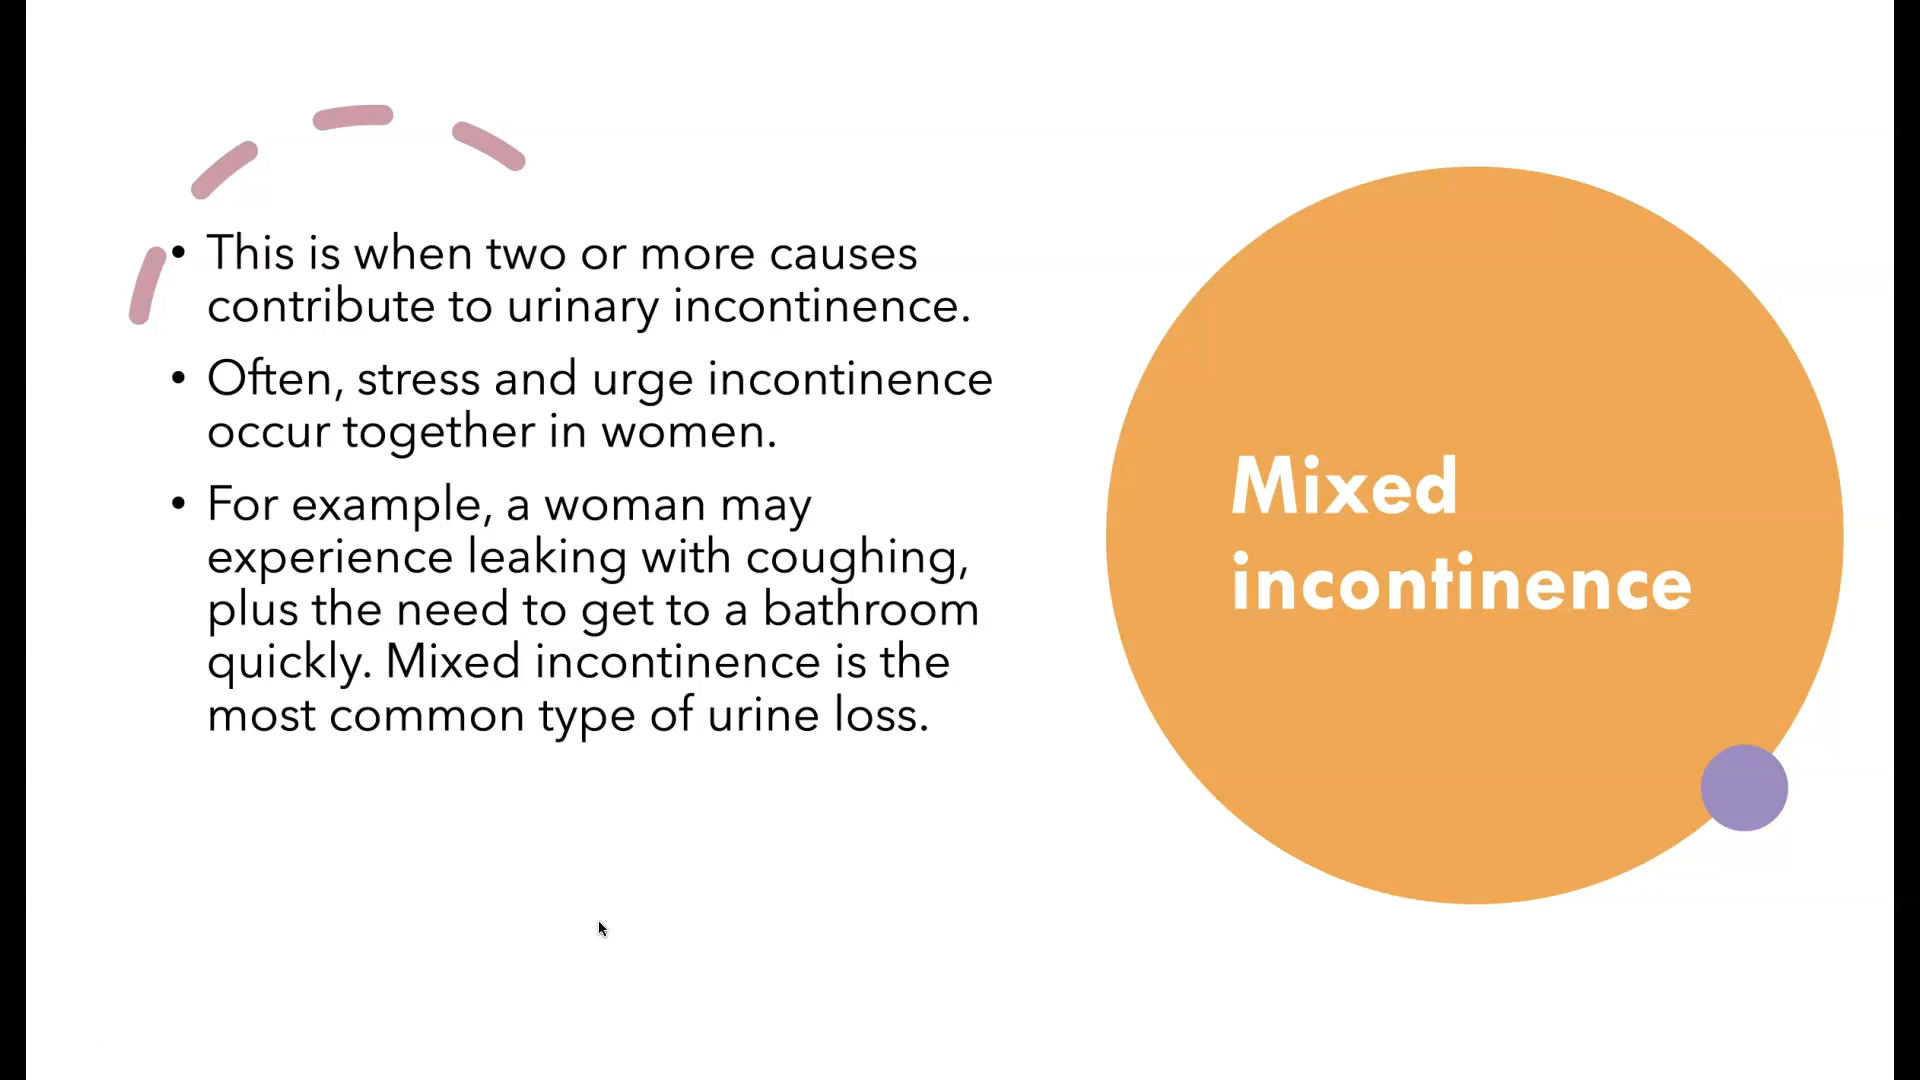 • This is when two or more causes
contribute to urinary incontinence.
• Often, stress and urge incontinence
occur together in women.
• For example, a woman may
experience leaking with coughing,
plus the need to get to a bathroom
quickly. Mixed incontinence is the
most common type of urine loss.
Mixed
incontinence